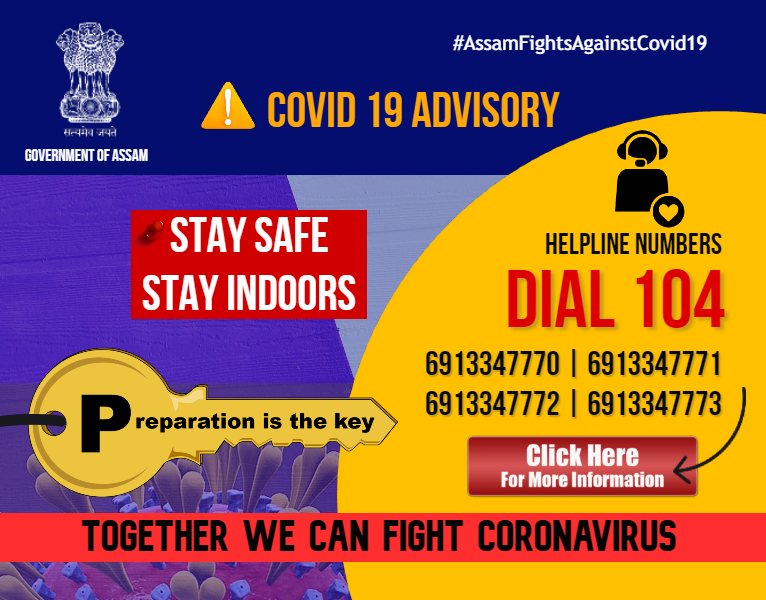 #AssamFightsAgainstCovid19
सत्यमेव जयते
GOVERNMENT OF ASSAM
COVID 19 ADVISORY
STAY SAFE
STAY INDOORS
HELPLINE NUMBERS
DIAL 104
6913347770 | 6913347771
6913347772 | 6913347773
Preparation is the key
Click Here
For More Information
TOGETHER WE CAN FIGHT CORONAVIRUS